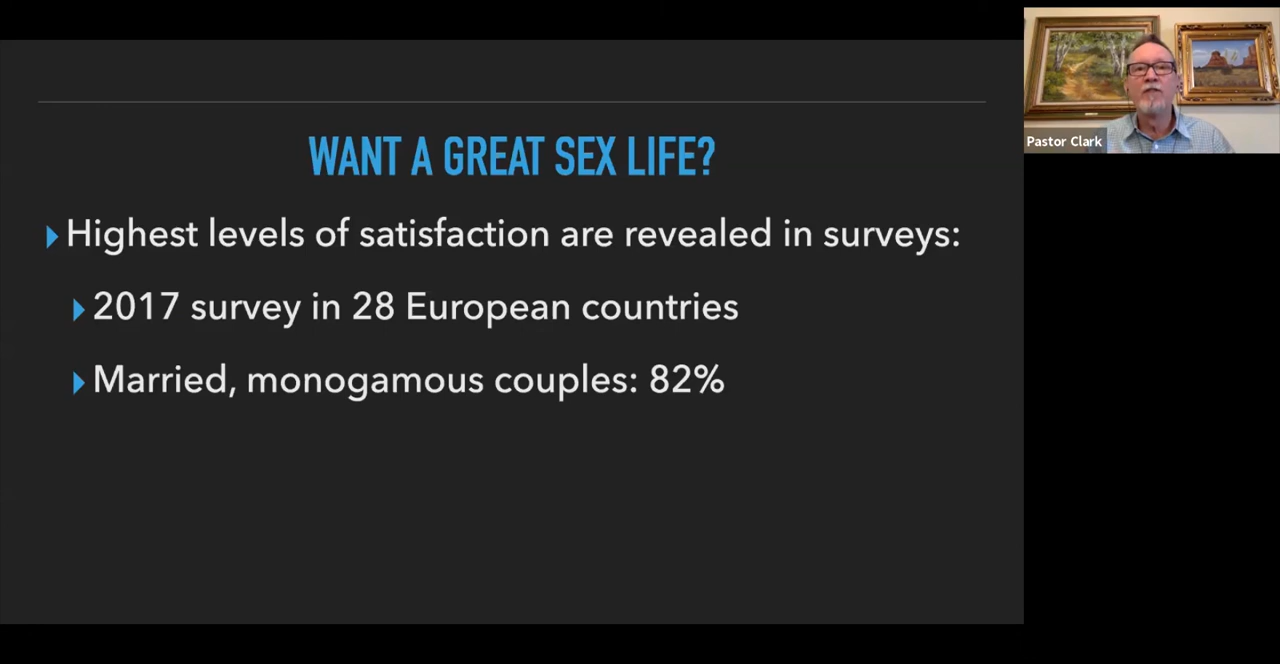 WANT A GREAT SEX LIFE?
Highest levels of satisfaction are revealed in surveys:
2017 survey in 28 European countries
Married, monogamous couples: 82%
Pastor Clark